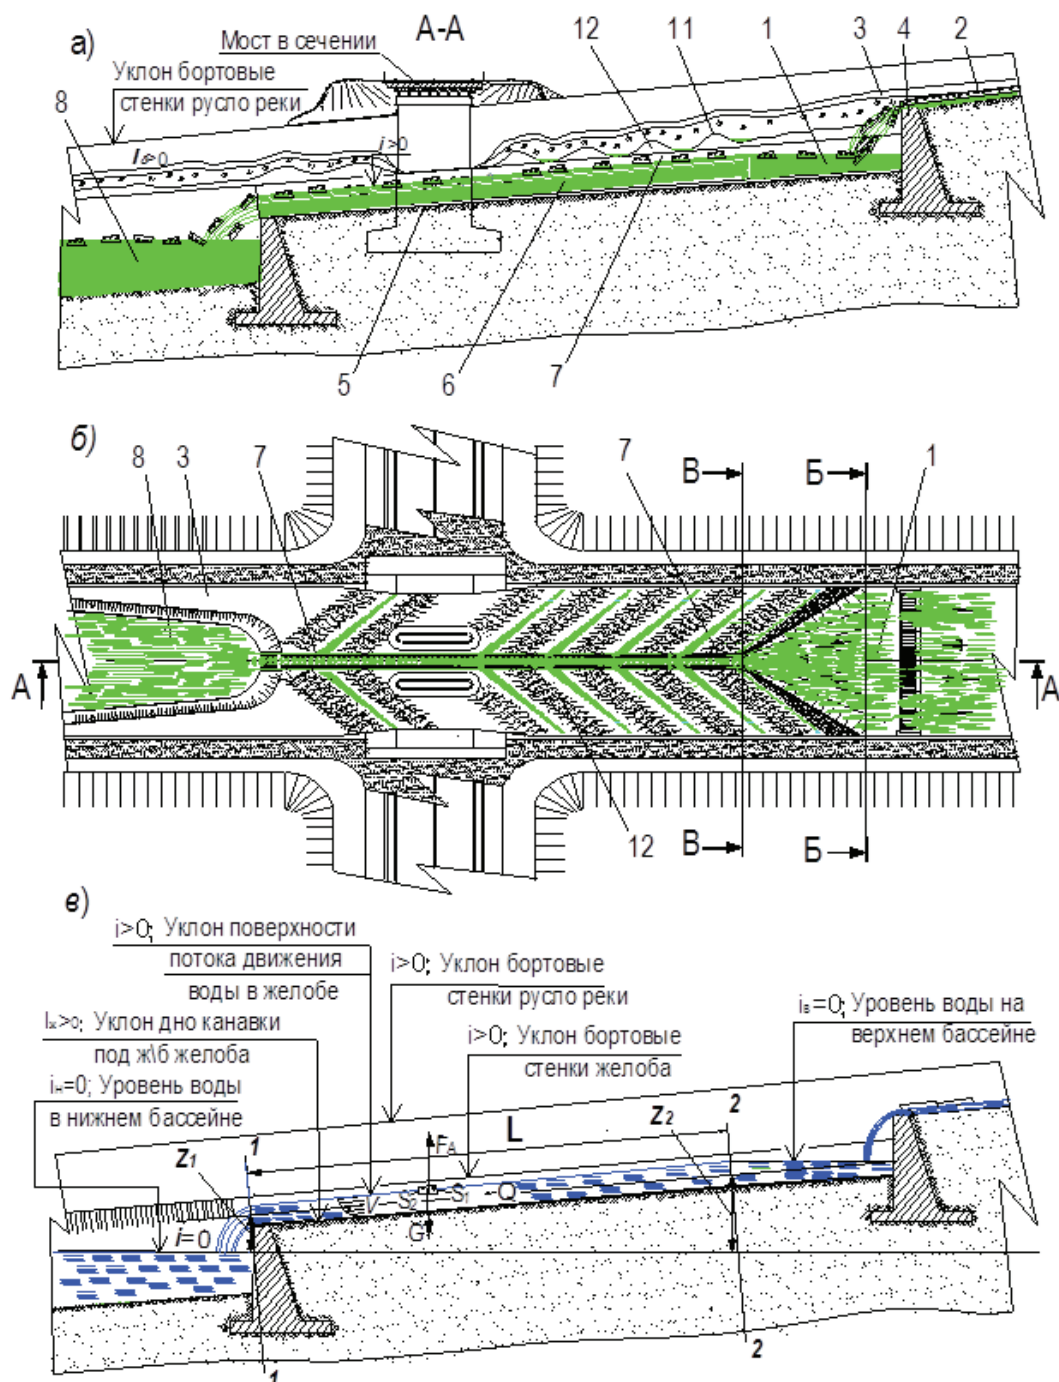 а)
А-А
12
11
1
3
4
2
Мост в сечении
Уклон бортовые
стенки русло реки
8
i>0
5
6
7
б)
8
3
7
В
Б
7
1
А
А
В
Б
12
в)
i>0; Уклон поверхности
потока движения
воды в желобе
i>0; Уклон бортовые
стенки русло реки
iв=0; Уровень воды на
верхнем бассейне
Iж>0; Уклон дно канавки
под ж\б желоба
i>0; Уклон бортовые
стенки желоба
iн=0; Уровень воды
в нижнем бассейне
Z1
1
FА
L
Z2
2
V
S2
S1
Q
G
i=0
1
2